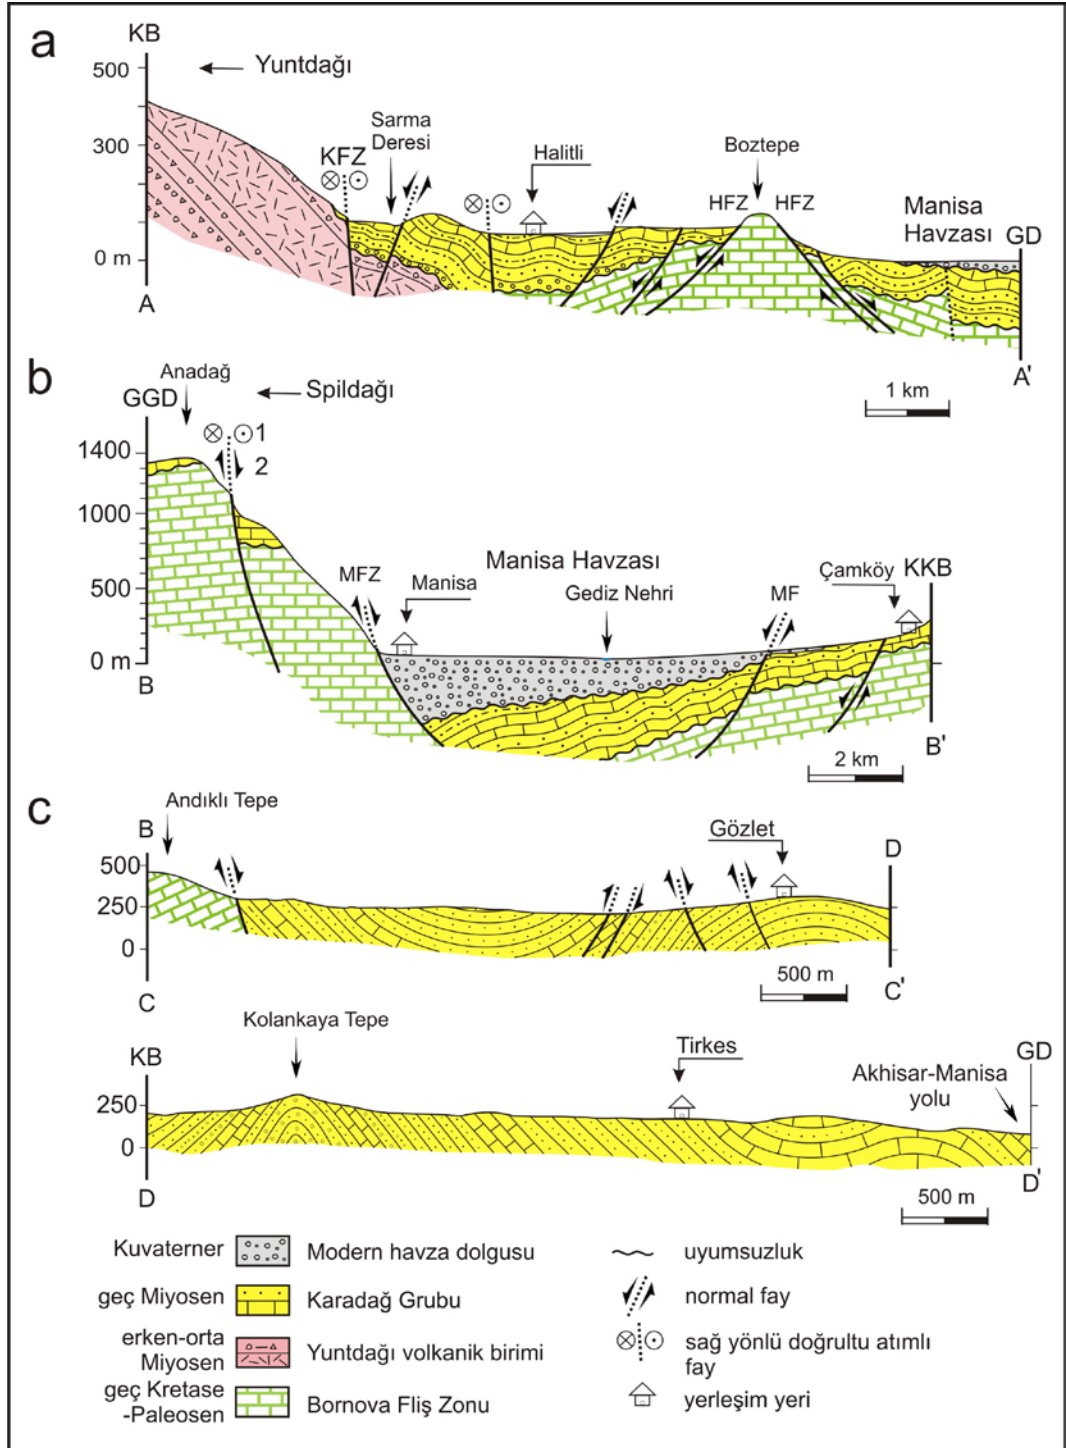 a
KB
500
Yuntdağı
Sarma
Deresi
KFZ
Halitli
Boztepe
300
HFZ
HFZ
Manisa
Havzası
GD
0 m
A
A'
1 km
b
Anadağ
GGD
Spildağı
1
2
1400
1000
Manisa Havzası
MFZ
Manisa
Gediz Nehri
MF
Çamköy
KKB
500
0 m
B
B'
2 km
c
Andıklı Tepe
B
Gözlet
D
500
250
0
500 m
C
C'
Kolankaya Tepe
KB
Tirkes
GD
Akhisar-Manisa
yolu
250
0
D
D'
500 m
Kuvaterner
Modern havza dolgusu
uyumsuzluk
geç Miyosen
Karadağ Grubu
normal fay
erken-orta
Miyosen
Yuntdağı volkanik birimi
sağ yönlü doğrultu atımlı
fay
geç Kretase
-Paleosen
Bornova Fliş Zonu
yerleşim yeri